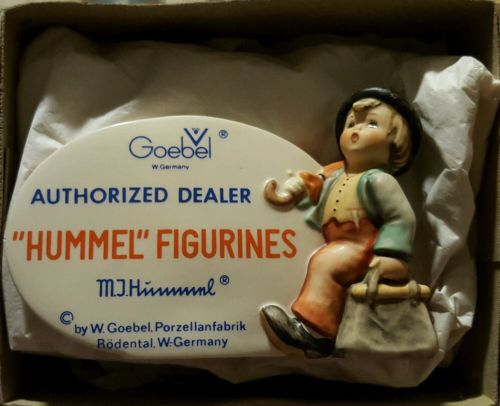 Goebel ®
W. Germany
AUTHORIZED DEALER
"HUMMEL" FIGURINES
M.J.Hummel ®
© by W. Goebel, Porzellanfabrik
Rödental, W.-Germany